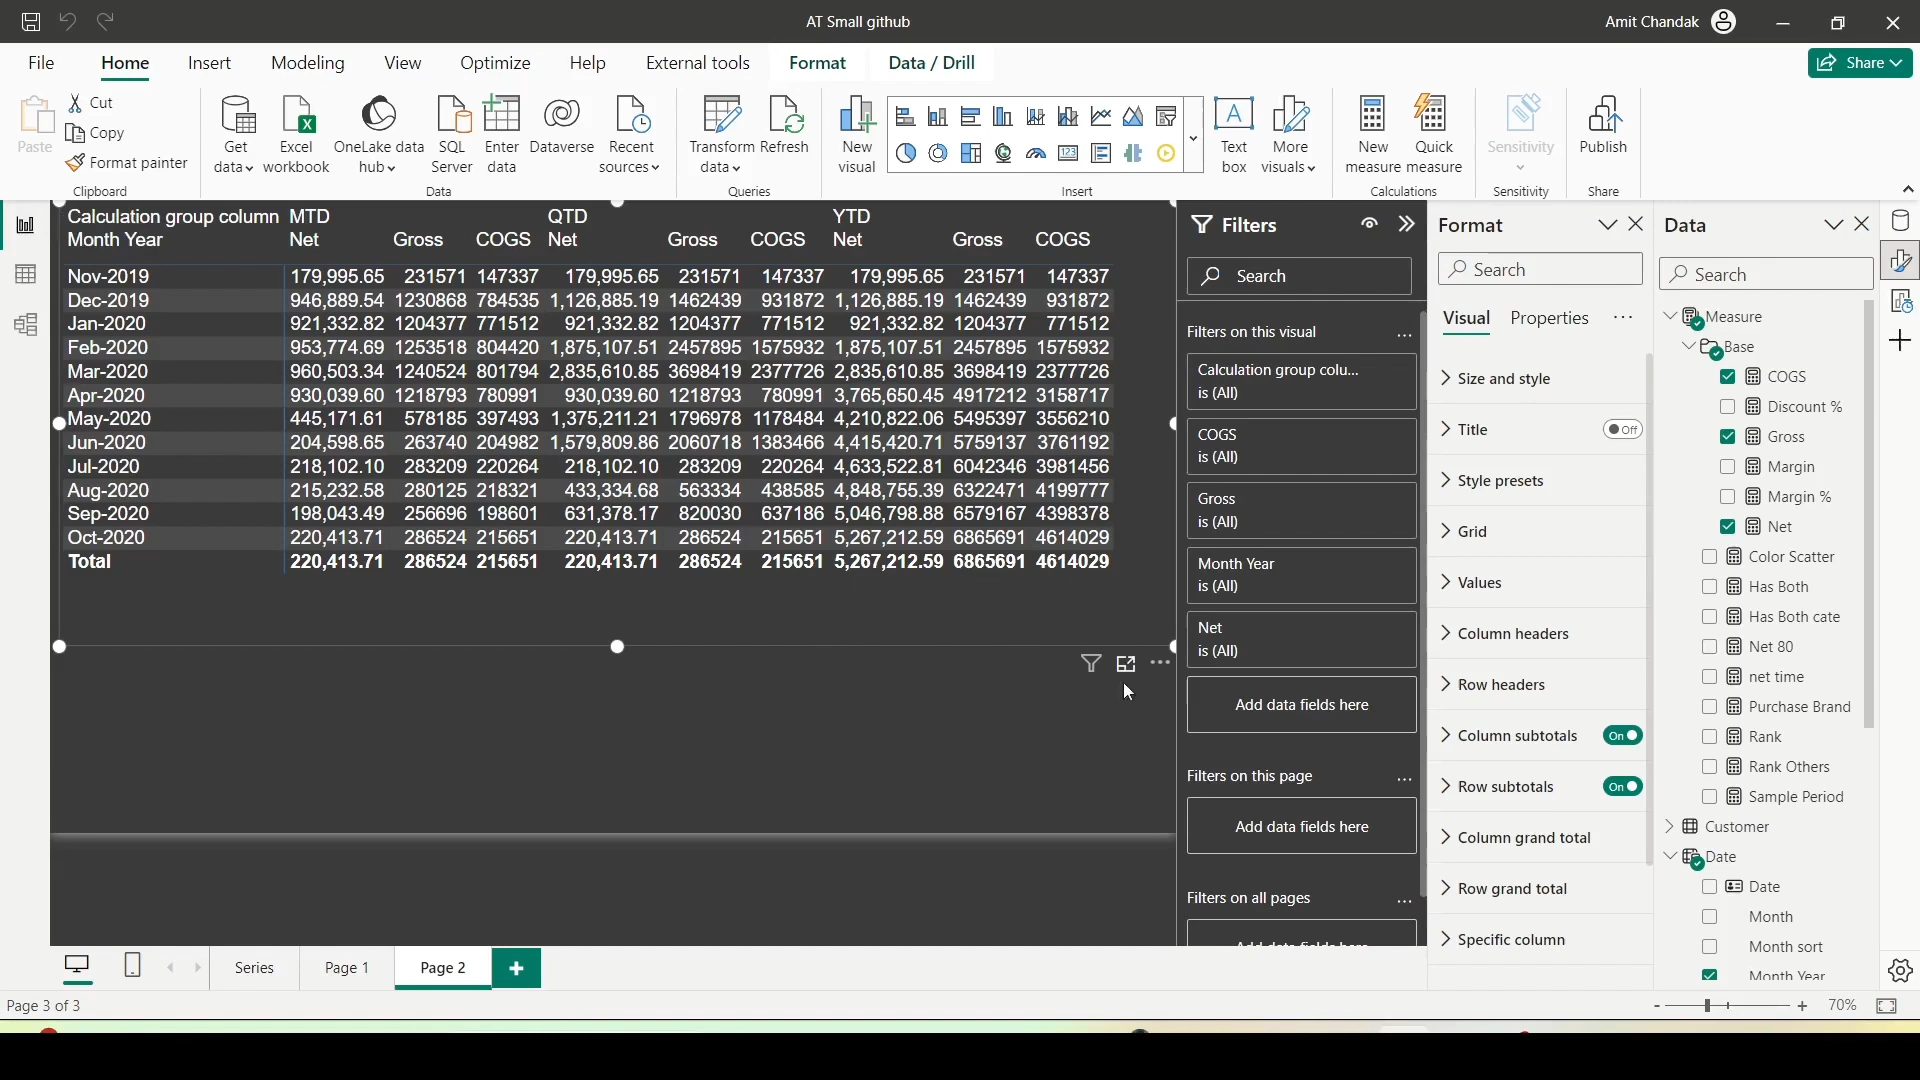 AT Small github
Amit Chandak
File Home Insert Modeling View Optimize Help External tools Format Data / Drill
Share
Paste
Cut
Copy
Format painter
Clipboard
Get data
Excel workbook
OneLake data hub
SQL Server
Enter data
Dataverse
Recent sources
Data
Transform data
Refresh
Queries
New visual
Text box
More visuals
Insert
New measure
Quick measure
Calculations
Sensitivity
Sensitivity
Publish
Share
Calculation group column MTD QTD YTD
Month Year Net Gross COGS Net Gross COGS Net Gross COGS
Nov-2019 179,995.65 231571 147337 179,995.65 231571 147337 179,995.65 231571 147337
Dec-2019 946,889.54 1230868 784535 1,126,885.19 1462439 931872 1,126,885.19 1462439 931872
Jan-2020 921,332.82 1204377 771512 921,332.82 1204377 771512 921,332.82 1204377 771512
Feb-2020 953,774.69 1253518 804420 1,875,107.51 2457895 1575932 1,875,107.51 2457895 1575932
Mar-2020 960,503.34 1240524 801794 2,835,610.85 3698419 2377726 2,835,610.85 3698419 2377726
Apr-2020 930,039.60 1218793 780991 930,039.60 1218793 780991 3,765,650.45 4917212 3158717
May-2020 445,171.61 578185 397493 1,375,211.21 1796978 1178484 4,210,822.06 5495397 3556210
Jun-2020 204,598.65 263740 204982 1,579,809.86 2060718 1383466 4,415,420.71 5759137 3761192
Jul-2020 218,102.10 283209 220264 218,102.10 283209 220264 4,633,522.81 6042346 3981456
Aug-2020 215,232.58 280125 218321 433,334.68 563334 438585 4,848,755.39 6322471 4199777
Sep-2020 198,043.49 256696 198601 631,378.17 820030 637186 5,046,798.88 6579167 4398378
Oct-2020 220,413.71 286524 215651 220,413.71 286524 215651 5,267,212.59 6865691 4614029
Total 220,413.71 286524 215651 220,413.71 286524 215651 5,267,212.59 6865691 4614029
Filters
Search
Filters on this visual ...
Calculation group colu...
is (All)
COGS
is (All)
Gross
is (All)
Month Year
is (All)
Net
is (All)
Add data fields here
Filters on this page ...
Add data fields here
Filters on all pages ...
Add data fields here
Format
Search
Visual Properties ...
Size and style
Title Off
Style presets
Grid
Values
Column headers
Row headers
Column subtotals On
Row subtotals On
Column grand total
Row grand total
Specific column
Data
Search
Measure
Base
COGS
Discount %
Gross
Margin
Margin %
Net
Color Scatter
Has Both
Has Both cate
Net 80
net time
Purchase Brand
Rank
Rank Others
Sample Period
Customer
Date
Date
Month
Month sort
Month Year
Series Page 1 Page 2 +
Page 3 of 3
- + 70%